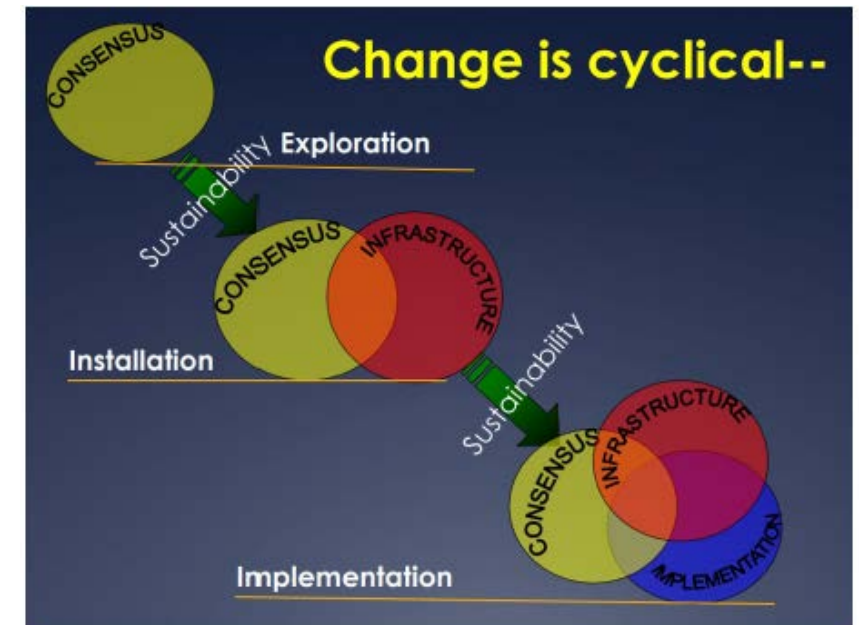 Change is cyclical--
CONSENSUS
Exploration
Sustainability
CONSENSUS
INFRASTRUCTURE
Installation
Sustainability
CONSENSUS
INFRASTRUCTURE
IMPLEMENTATION
Implementation